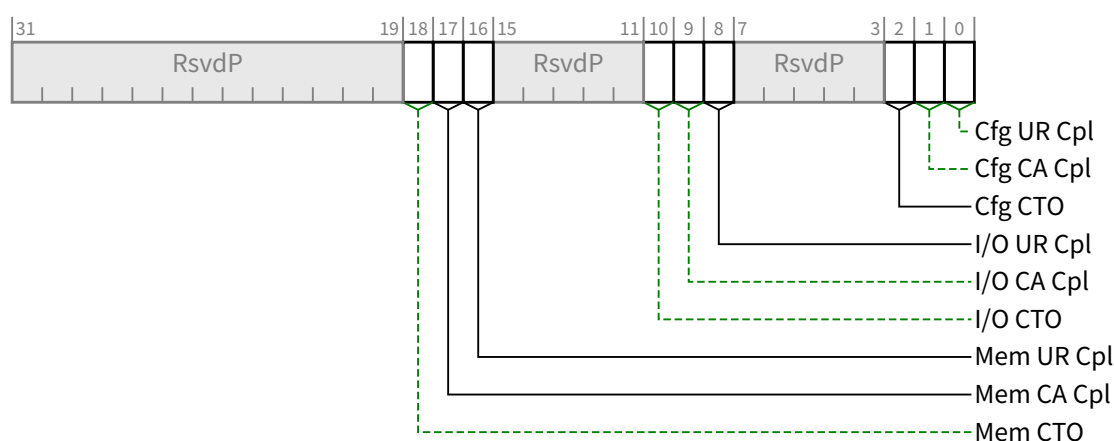 31 19 18 17 16 15 11 10 9 8 7 3 2 1 0
RsvdP RsvdP RsvdP
Cfg UR Cpl
Cfg CA Cpl
Cfg CTO
I/O UR Cpl
I/O CA Cpl
I/O CTO
Mem UR Cpl
Mem CA Cpl
Mem CTO